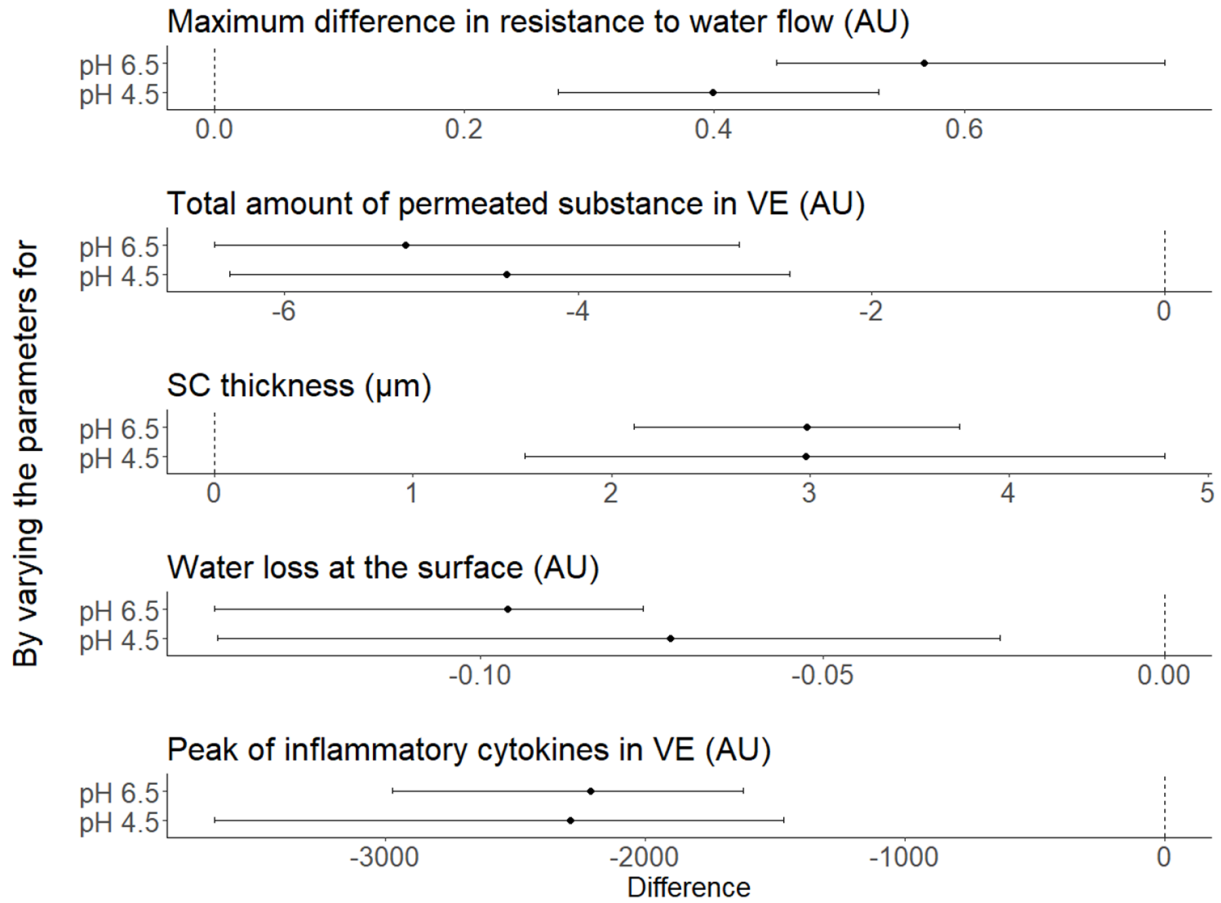 Maximum difference in resistance to water flow (AU)
pH 6.5
pH 4.5
0.0 0.2 0.4 0.6
Total amount of permeated substance in VE (AU)
pH 6.5
pH 4.5
-6 -4 -2 0
SC thickness (μm)
pH 6.5
pH 4.5
0 1 2 3 4 5
Water loss at the surface (AU)
pH 6.5
pH 4.5
-0.10 -0.05 0.00
Peak of inflammatory cytokines in VE (AU)
pH 6.5
pH 4.5
-3000 -2000 -1000 0
Difference
By varying the parameters for